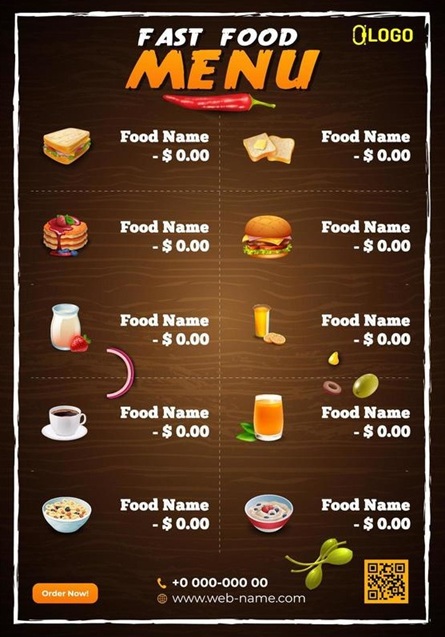 FAST FOOD
MENU
LOGO
Food Name
- $ 0.00
Food Name
- $ 0.00
Food Name
- $ 0.00
Food Name
- $ 0.00
Food Name
- $ 0.00
Food Name
- $ 0.00
Food Name
- $ 0.00
Food Name
- $ 0.00
Food Name
- $ 0.00
Food Name
- $ 0.00
Order Now!
+0 000-000 00
www.web-name.com